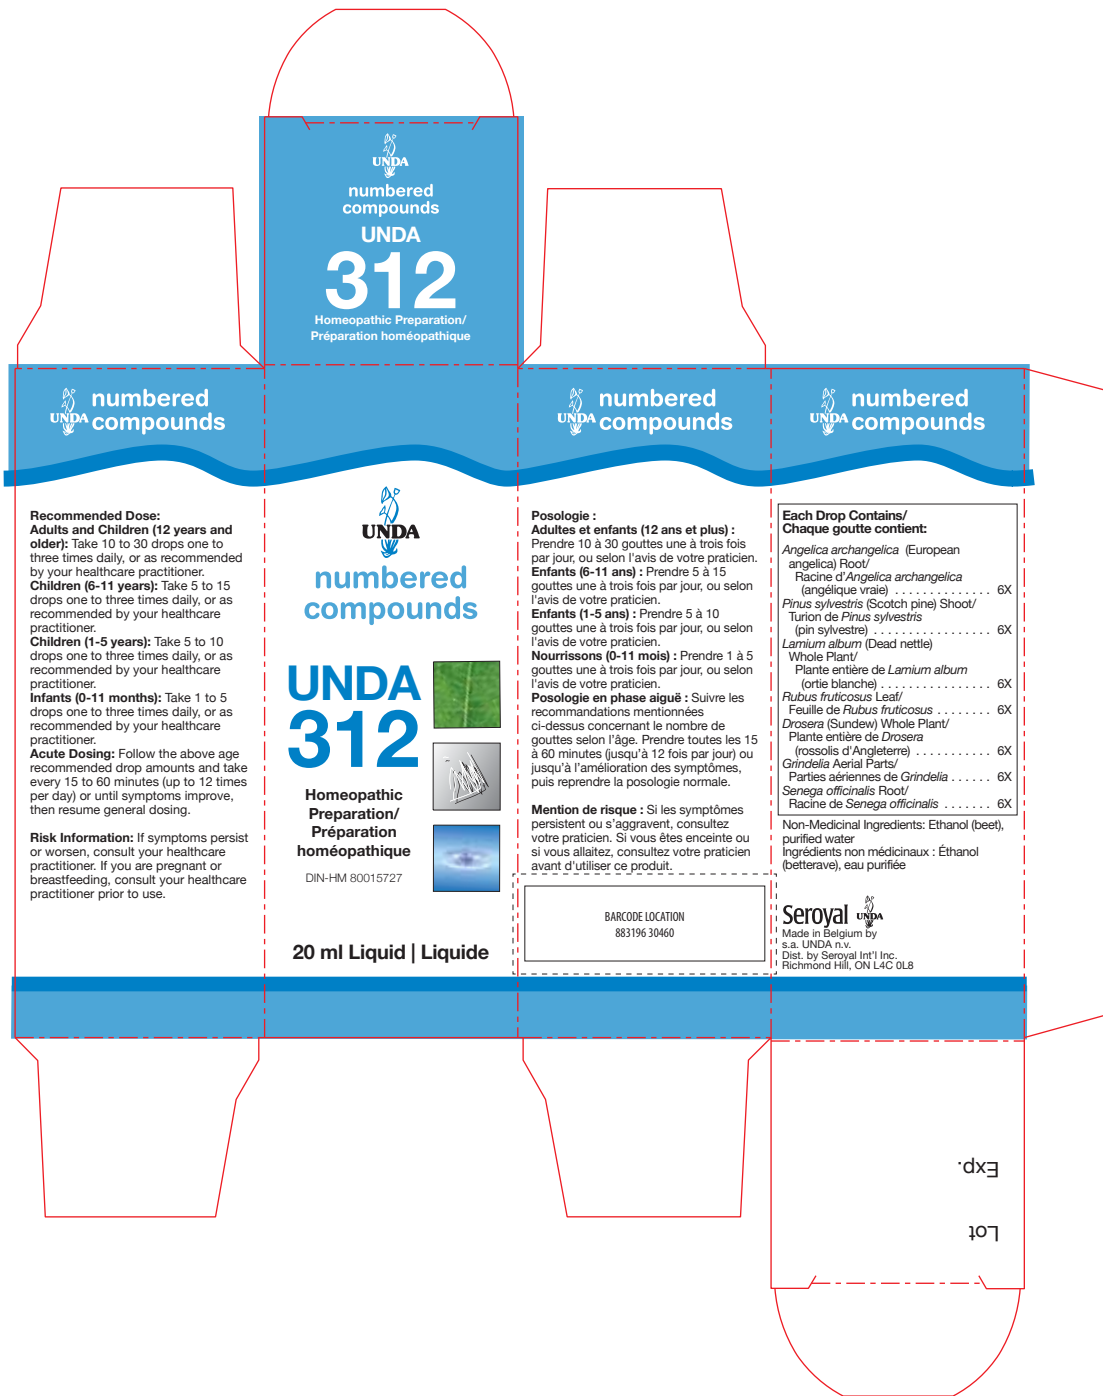 UNDA
numbered
compounds
UNDA
312
Homeopathic Preparation/
Préparation homéopathique
UNDA
numbered
compounds
Recommended Dose:
Adults and Children (12 years and
older): Take 10 to 30 drops one to
three times daily, or as recommended
by your healthcare practitioner.
Children (6-11 years): Take 5 to 15
drops one to three times daily, or as
recommended by your healthcare
practitioner.
Children (1-5 years): Take 5 to 10
drops one to three times daily, or as
recommended by your healthcare
practitioner.
Infants (0-11 months): Take 1 to 5
drops one to three times daily, or as
recommended by your healthcare
practitioner.
Acute Dosing: Follow the above age
recommended drop amounts and take
every 15 to 60 minutes (up to 12 times
per day) or until symptoms improve,
then resume general dosing.
Risk Information: If symptoms persist
or worsen, consult your healthcare
practitioner. If you are pregnant or
breastfeeding, consult your healthcare
practitioner prior to use.
UNDA
numbered
compounds
UNDA
312
Homeopathic
Preparation/
Préparation
homéopathique
DIN-HM 80015727
20 ml Liquid | Liquide
UNDA
numbered
compounds
Posologie :
Adultes et enfants (12 ans et plus) :
Prendre 10 à 30 gouttes une à trois fois
par jour, ou selon l'avis de votre praticien.
Enfants (6-11 ans) : Prendre 5 à 15
gouttes une à trois fois par jour, ou selon
l'avis de votre praticien.
Enfants (1-5 ans) : Prendre 5 à 10
gouttes une à trois fois par jour, ou selon
l'avis de votre praticien.
Nourrissons (0-11 mois) : Prendre 1 à 5
gouttes une à trois fois par jour, ou selon
l'avis de votre praticien.
Posologie en phase aiguë : Suivre les
recommandations mentionnées
ci-dessus concernant le nombre de
gouttes selon l'âge. Prendre toutes les 15
à 60 minutes (jusqu'à 12 fois par jour) ou
jusqu'à l'amélioration des symptômes,
puis reprendre la posologie normale.
Mention de risque : Si les symptômes
persistent ou s'aggravent, consultez
votre praticien. Si vous êtes enceinte ou
si vous allaitez, consultez votre praticien
avant d'utiliser ce produit.
BARCODE LOCATION
883196 30460
UNDA
numbered
compounds
Each Drop Contains/
Chaque goutte contient:
Angelica archangelica (European
angelica) Root/
Racine d'Angelica archangelica
(angélique vraie) . . . . . . . . . . . . . . 6X
Pinus sylvestris (Scotch pine) Shoot/
Turion de Pinus sylvestris
(pin sylvestre) . . . . . . . . . . . . . . . . . 6X
Lamium album (Dead nettle)
Whole Plant/
Plante entière de Lamium album
(ortie blanche) . . . . . . . . . . . . . . . . 6X
Rubus fruticosus Leaf/
Feuille de Rubus fruticosus . . . . . . . . 6X
Drosera (Sundew) Whole Plant/
Plante entière de Drosera
(rossolis d'Angleterre) . . . . . . . . . . . 6X
Grindelia Aerial Parts/
Parties aériennes de Grindelia . . . . . . 6X
Senega officinalis Root/
Racine de Senega officinalis . . . . . . . 6X
Non-Medicinal Ingredients: Ethanol (beet),
purified water
Ingrédients non médicinaux : Éthanol
(betterave), eau purifiée
Seroyal UNDA
Made in Belgium by
s.a. UNDA n.v.
Dist. by Seroyal Int'l Inc.
Richmond Hill, ON L4C 0L8
Lot
Exp.